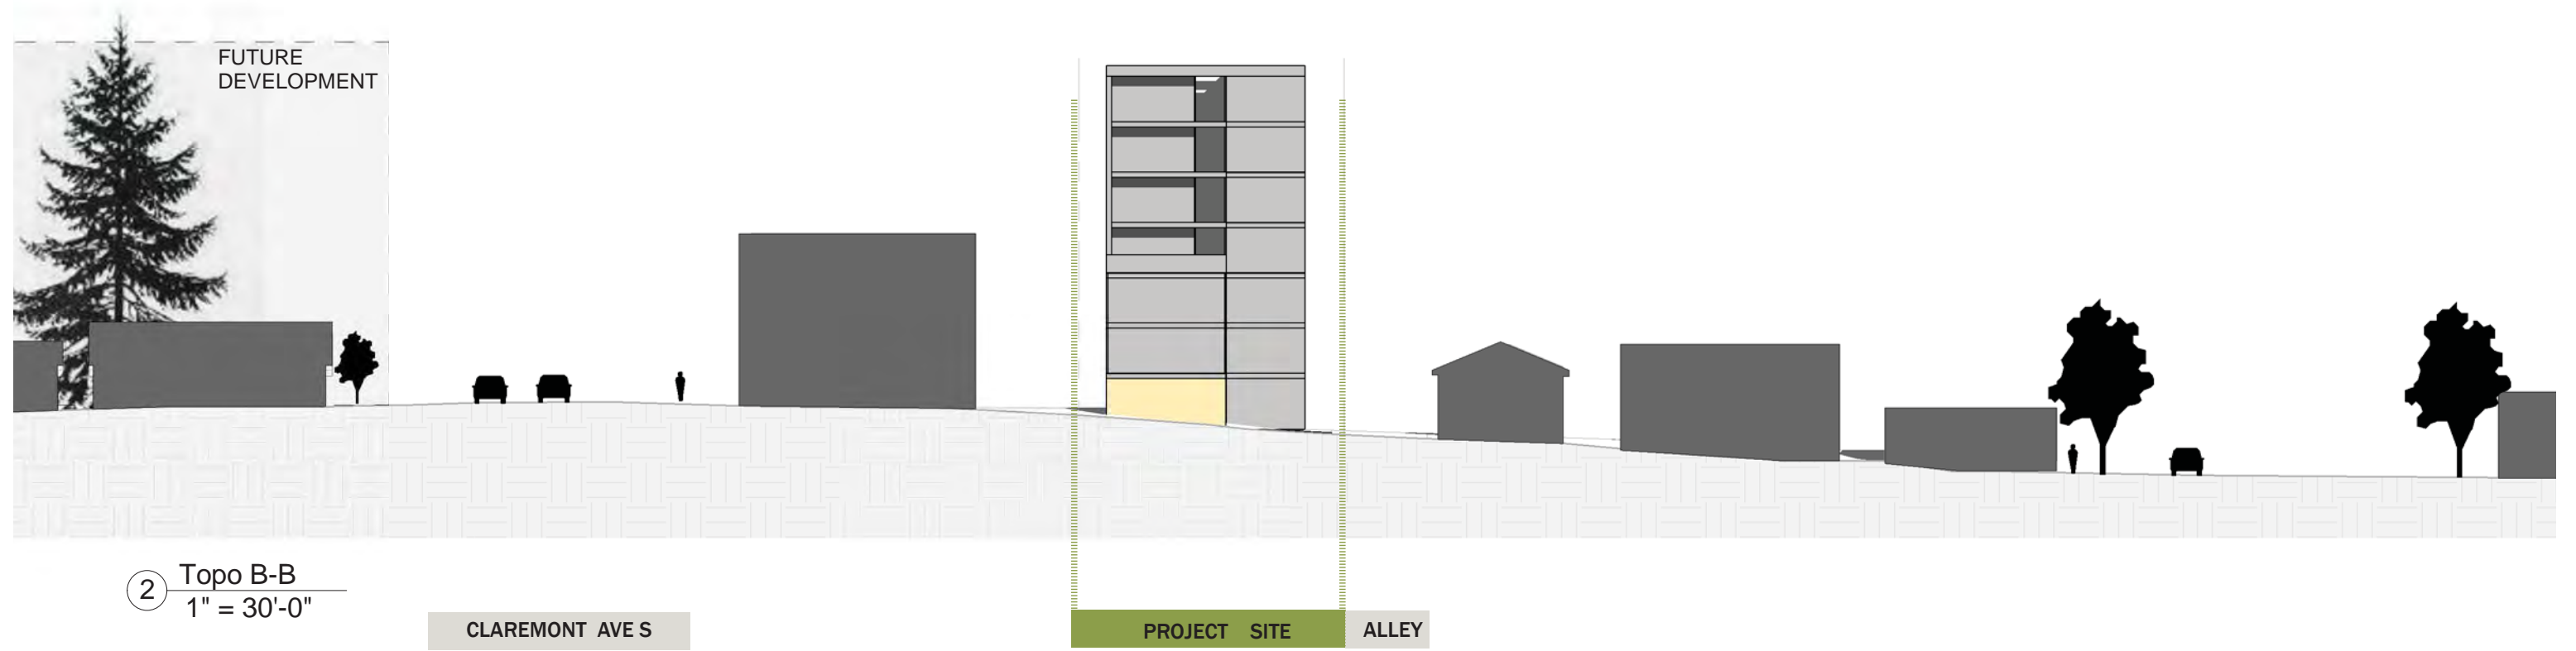 FUTURE
DEVELOPMENT
2
Topo B-B
1" = 30'-0"
CLAREMONT AVE S
PROJECT SITE
ALLEY